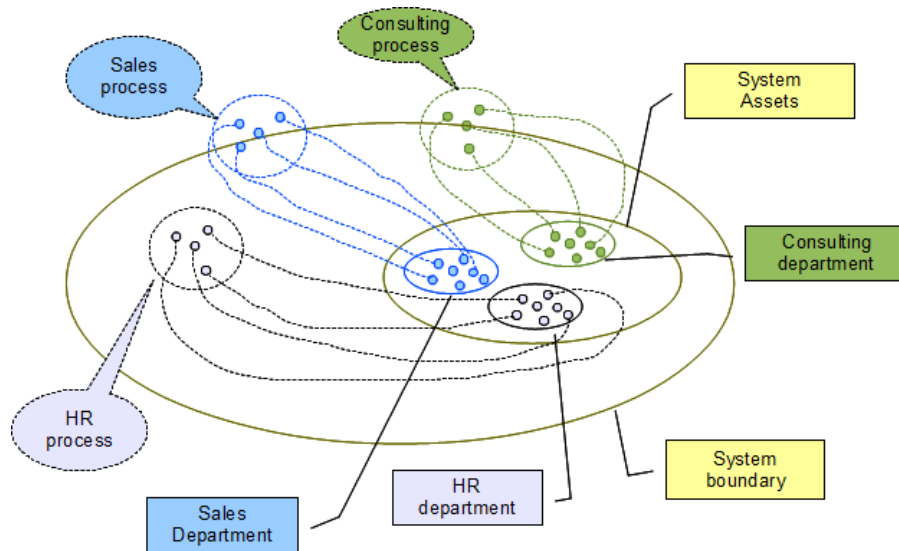 Consulting
process
Sales
process
System
Assets
Consulting
department
HR
process
System
boundary
HR
department
Sales
Department